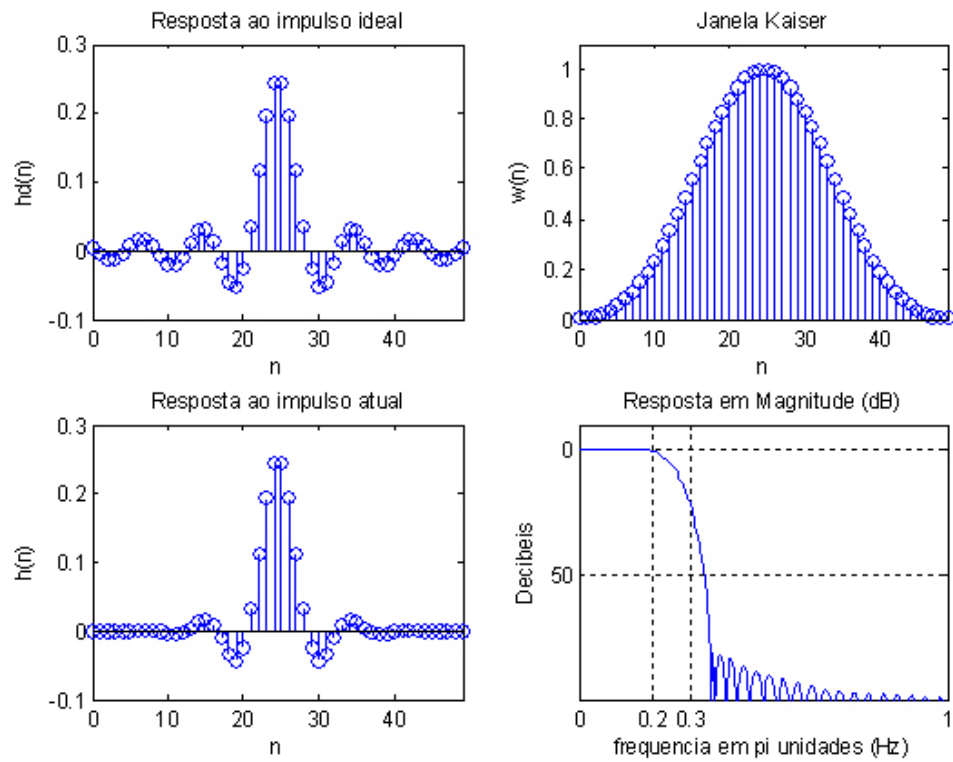 Resposta ao impulso ideal
0.3
0.2
0.1
0
-0.1
hd(n)
0 10 20 30 40
n
Janela Kaiser
1
0.8
0.6
0.4
0.2
0
w(n)
0 10 20 30 40
n
Resposta ao impulso atual
0.3
0.2
0.1
0
-0.1
h(n)
0 10 20 30 40
n
Resposta em Magnitude (dB)
0
50
Decibeis
0 0.2 0.3 1
frequencia em pi unidades (Hz)